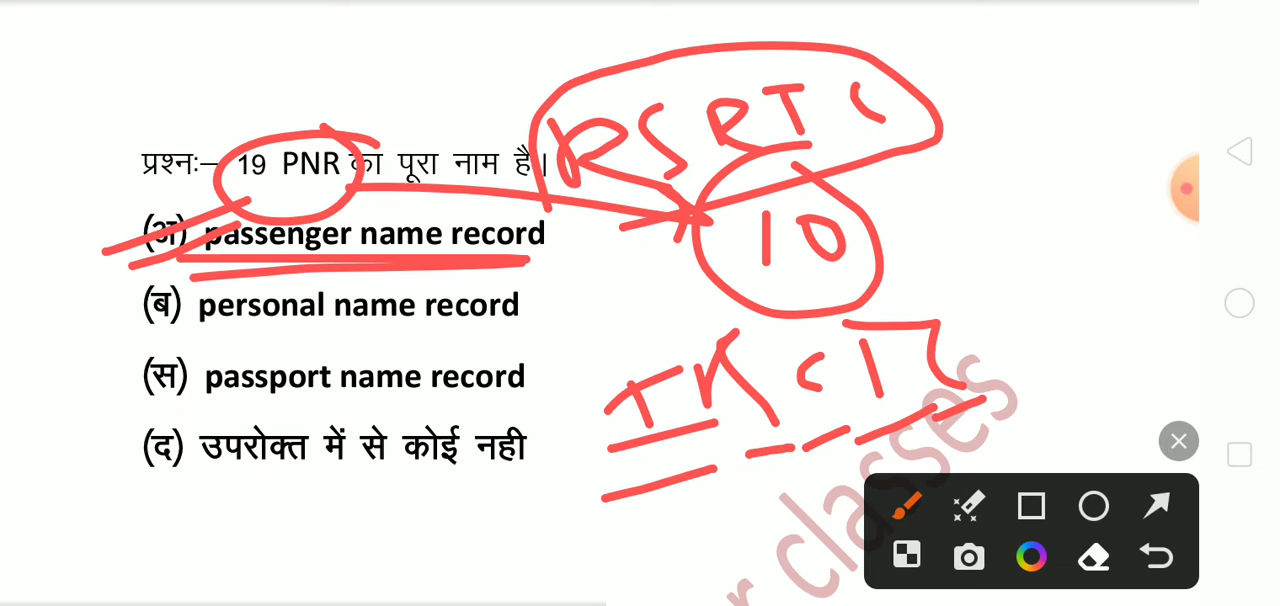 RSRTC
प्रश्नः– 19 PNR का पूरा नाम है।
10
(अ) passenger name record
(ब) personal name record
(स) passport name record
IRCTC
(द) उपरोक्त में से कोई नही
classes